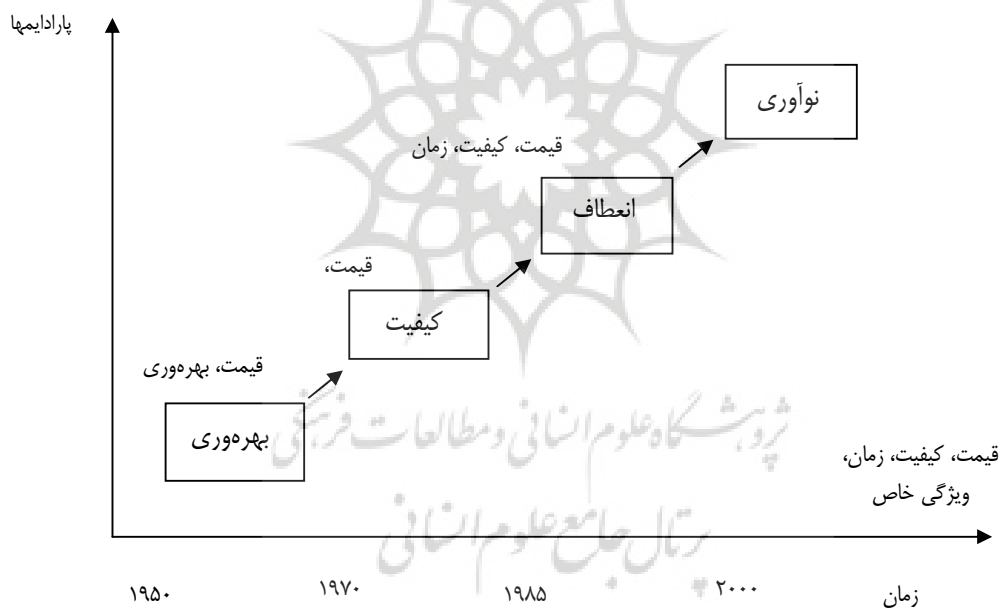 پارادایمها
نوآوری
قیمت، کیفیت، زمان
انعطاف
قیمت،
کیفیت
قیمت، بهره‌وری
بهره‌وری
پژوهشگاه علوم انسانی و مطالعات فرهنگی
قیمت، کیفیت، زمان،
ویژگی خاص
پرتال جامع علوم انسانی
۱۹۵۰
۱۹۷۰
۱۹۸۵
۲۰۰۰
زمان